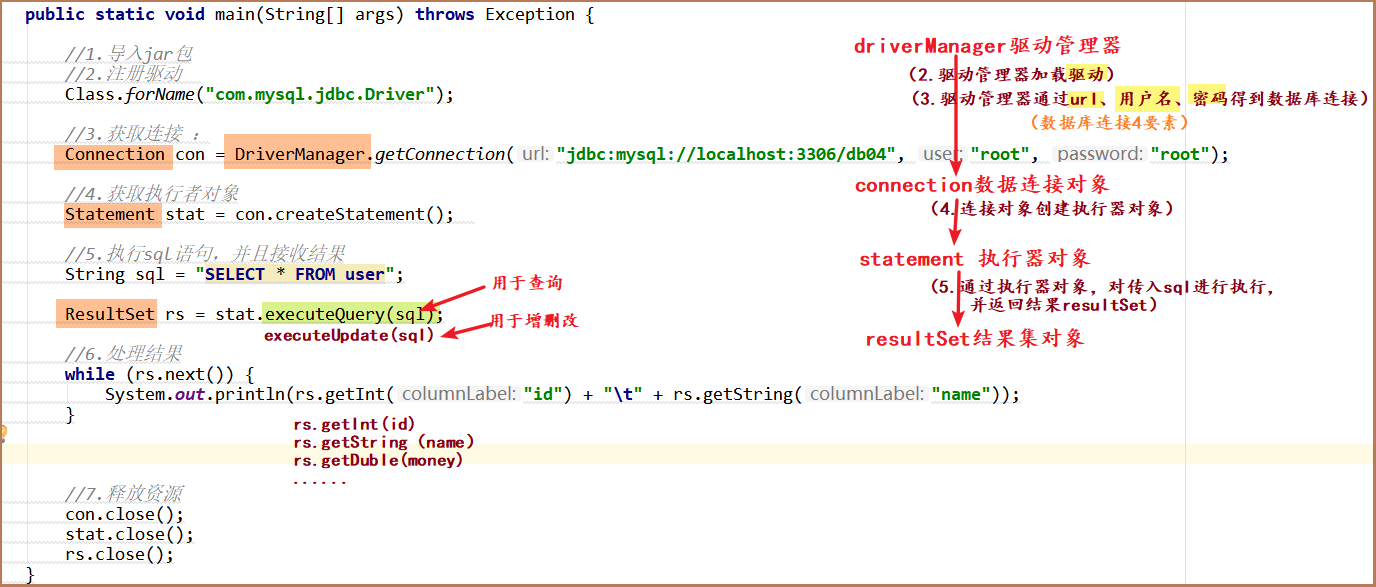 public static void main(String[] args) throws Exception {
//1.导入jar包
//2.注册驱动
Class.forName("com.mysql.jdbc.Driver");
//3.获取连接 :
Connection con = DriverManager.getConnection( url: "jdbc:mysql://localhost:3306/db04", user: "root", password: "root");
//4.获取执行者对象
Statement stat = con.createStatement();
//5.执行sql语句，并且接收结果
String sql = "SELECT * FROM user";
用于查询
ResultSet rs = stat.executeQuery(sql);
用于增删改
executeUpdate(sql)
//6.处理结果
while (rs.next()) {
System.out.println(rs.getInt( columnLabel: "id") + "\t" + rs.getString( columnLabel: "name"));
}
rs.getInt(id)
rs.getString (name)
rs.getDuble(money)
......
//7.释放资源
con.close();
stat.close();
rs.close();
}
driverManager驱动管理器
（2.驱动管理器加载驱动）
（3.驱动管理器通过url、用户名、密码得到数据库连接）
（数据库连接4要素）
connection数据连接对象
（4.连接对象创建执行器对象）
statement 执行器对象
（5.通过执行器对象，对传入sql进行执行，
并返回结果resultSet）
resultSet结果集对象